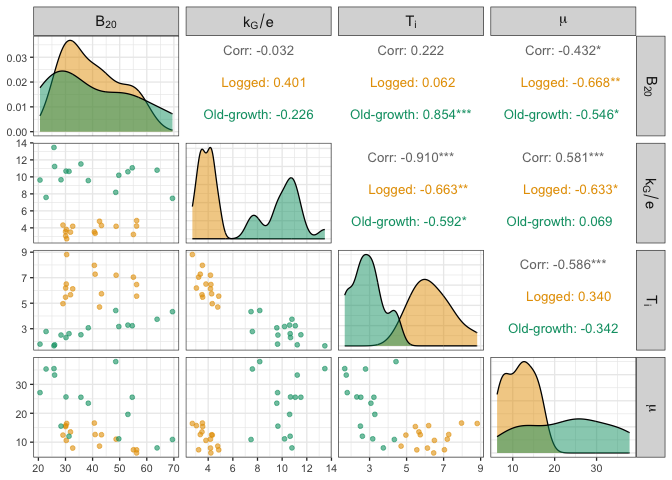 B20 kG/e Ti μ
0.03
0.02
0.01
0.00
Corr: -0.032
Logged: 0.401
Old-growth: -0.226
Corr: 0.222
Logged: 0.062
Old-growth: 0.854***
Corr: -0.432*
Logged: -0.668**
Old-growth: -0.546*
B20
14
12
10
8
6
4
Corr: -0.910***
Logged: -0.663**
Old-growth: -0.592*
Corr: 0.581***
Logged: -0.633*
Old-growth: 0.069
kG/e
9
7
5
3
Corr: -0.586***
Logged: 0.340
Old-growth: -0.342
Ti
30
20
10
μ
20 30 40 50 60 70 4 6 8 10 12 14 3 5 7 9 10 20 30